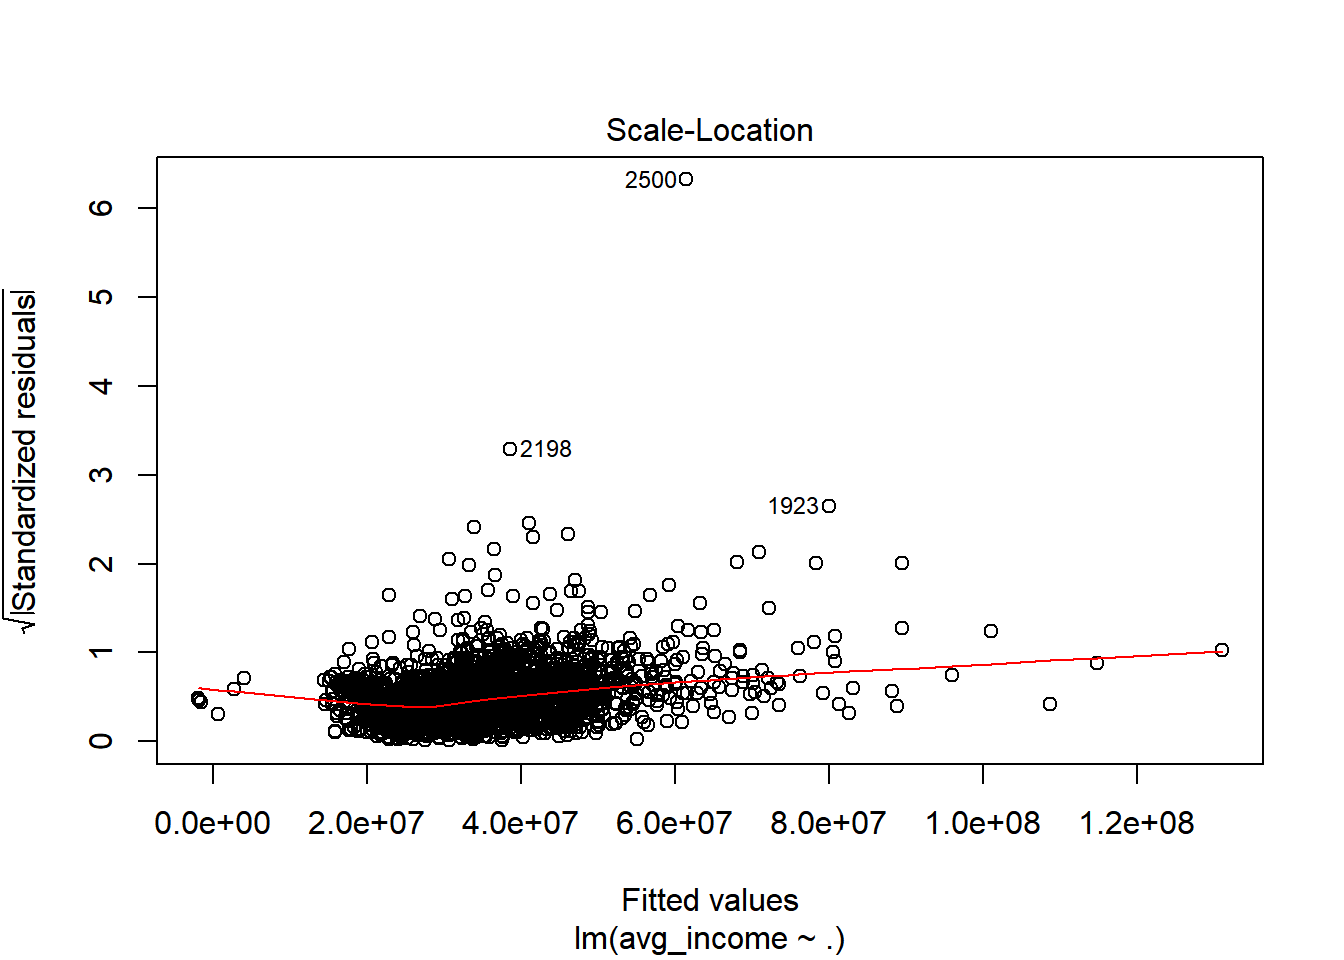 Scale-Location
2500
2198
1923
√|Standardized residuals|
6
5
4
3
2
1
0
0.0e+00 2.0e+07 4.0e+07 6.0e+07 8.0e+07 1.0e+08 1.2e+08
Fitted values
lm(avg_income ~ .)